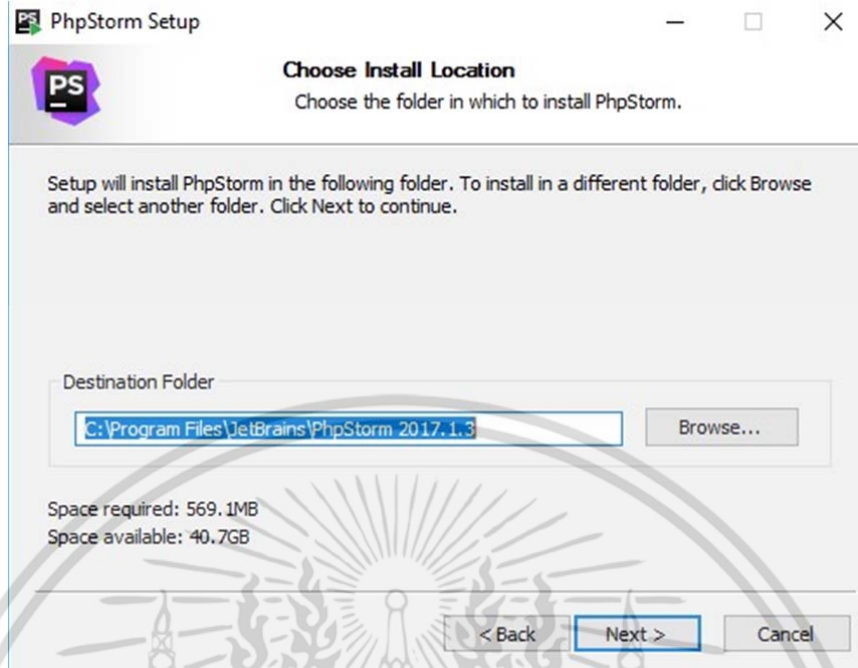 PS PhpStorm Setup
PS
Choose Install Location
Choose the folder in which to install PhpStorm.
Setup will install PhpStorm in the following folder. To install in a different folder, click Browse
and select another folder. Click Next to continue.
Destination Folder
C:\Program Files\JetBrains\PhpStorm 2017.1.3
Browse...
Space required: 569.1MB
Space available: 40.7GB
< Back Next > Cancel